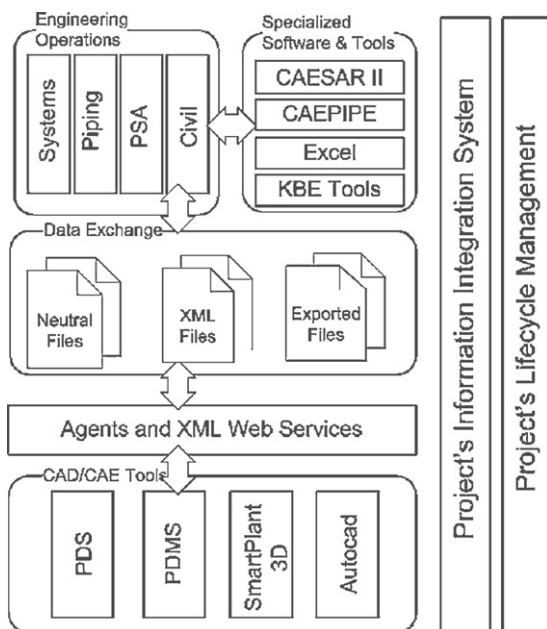 Engineering
Operations
Systems
Piping
PSA
Civil
Specialized
Software & Tools
CAESAR II
CAEPIPE
Excel
KBE Tools
Data Exchange
Neutral
Files
XML
Files
Exported
Files
Agents and XML Web Services
CAD/CAE Tools
PDS
PDMS
SmartPlant
3D
Autocad
Project's Information Integration System
Project's Lifecycle Management